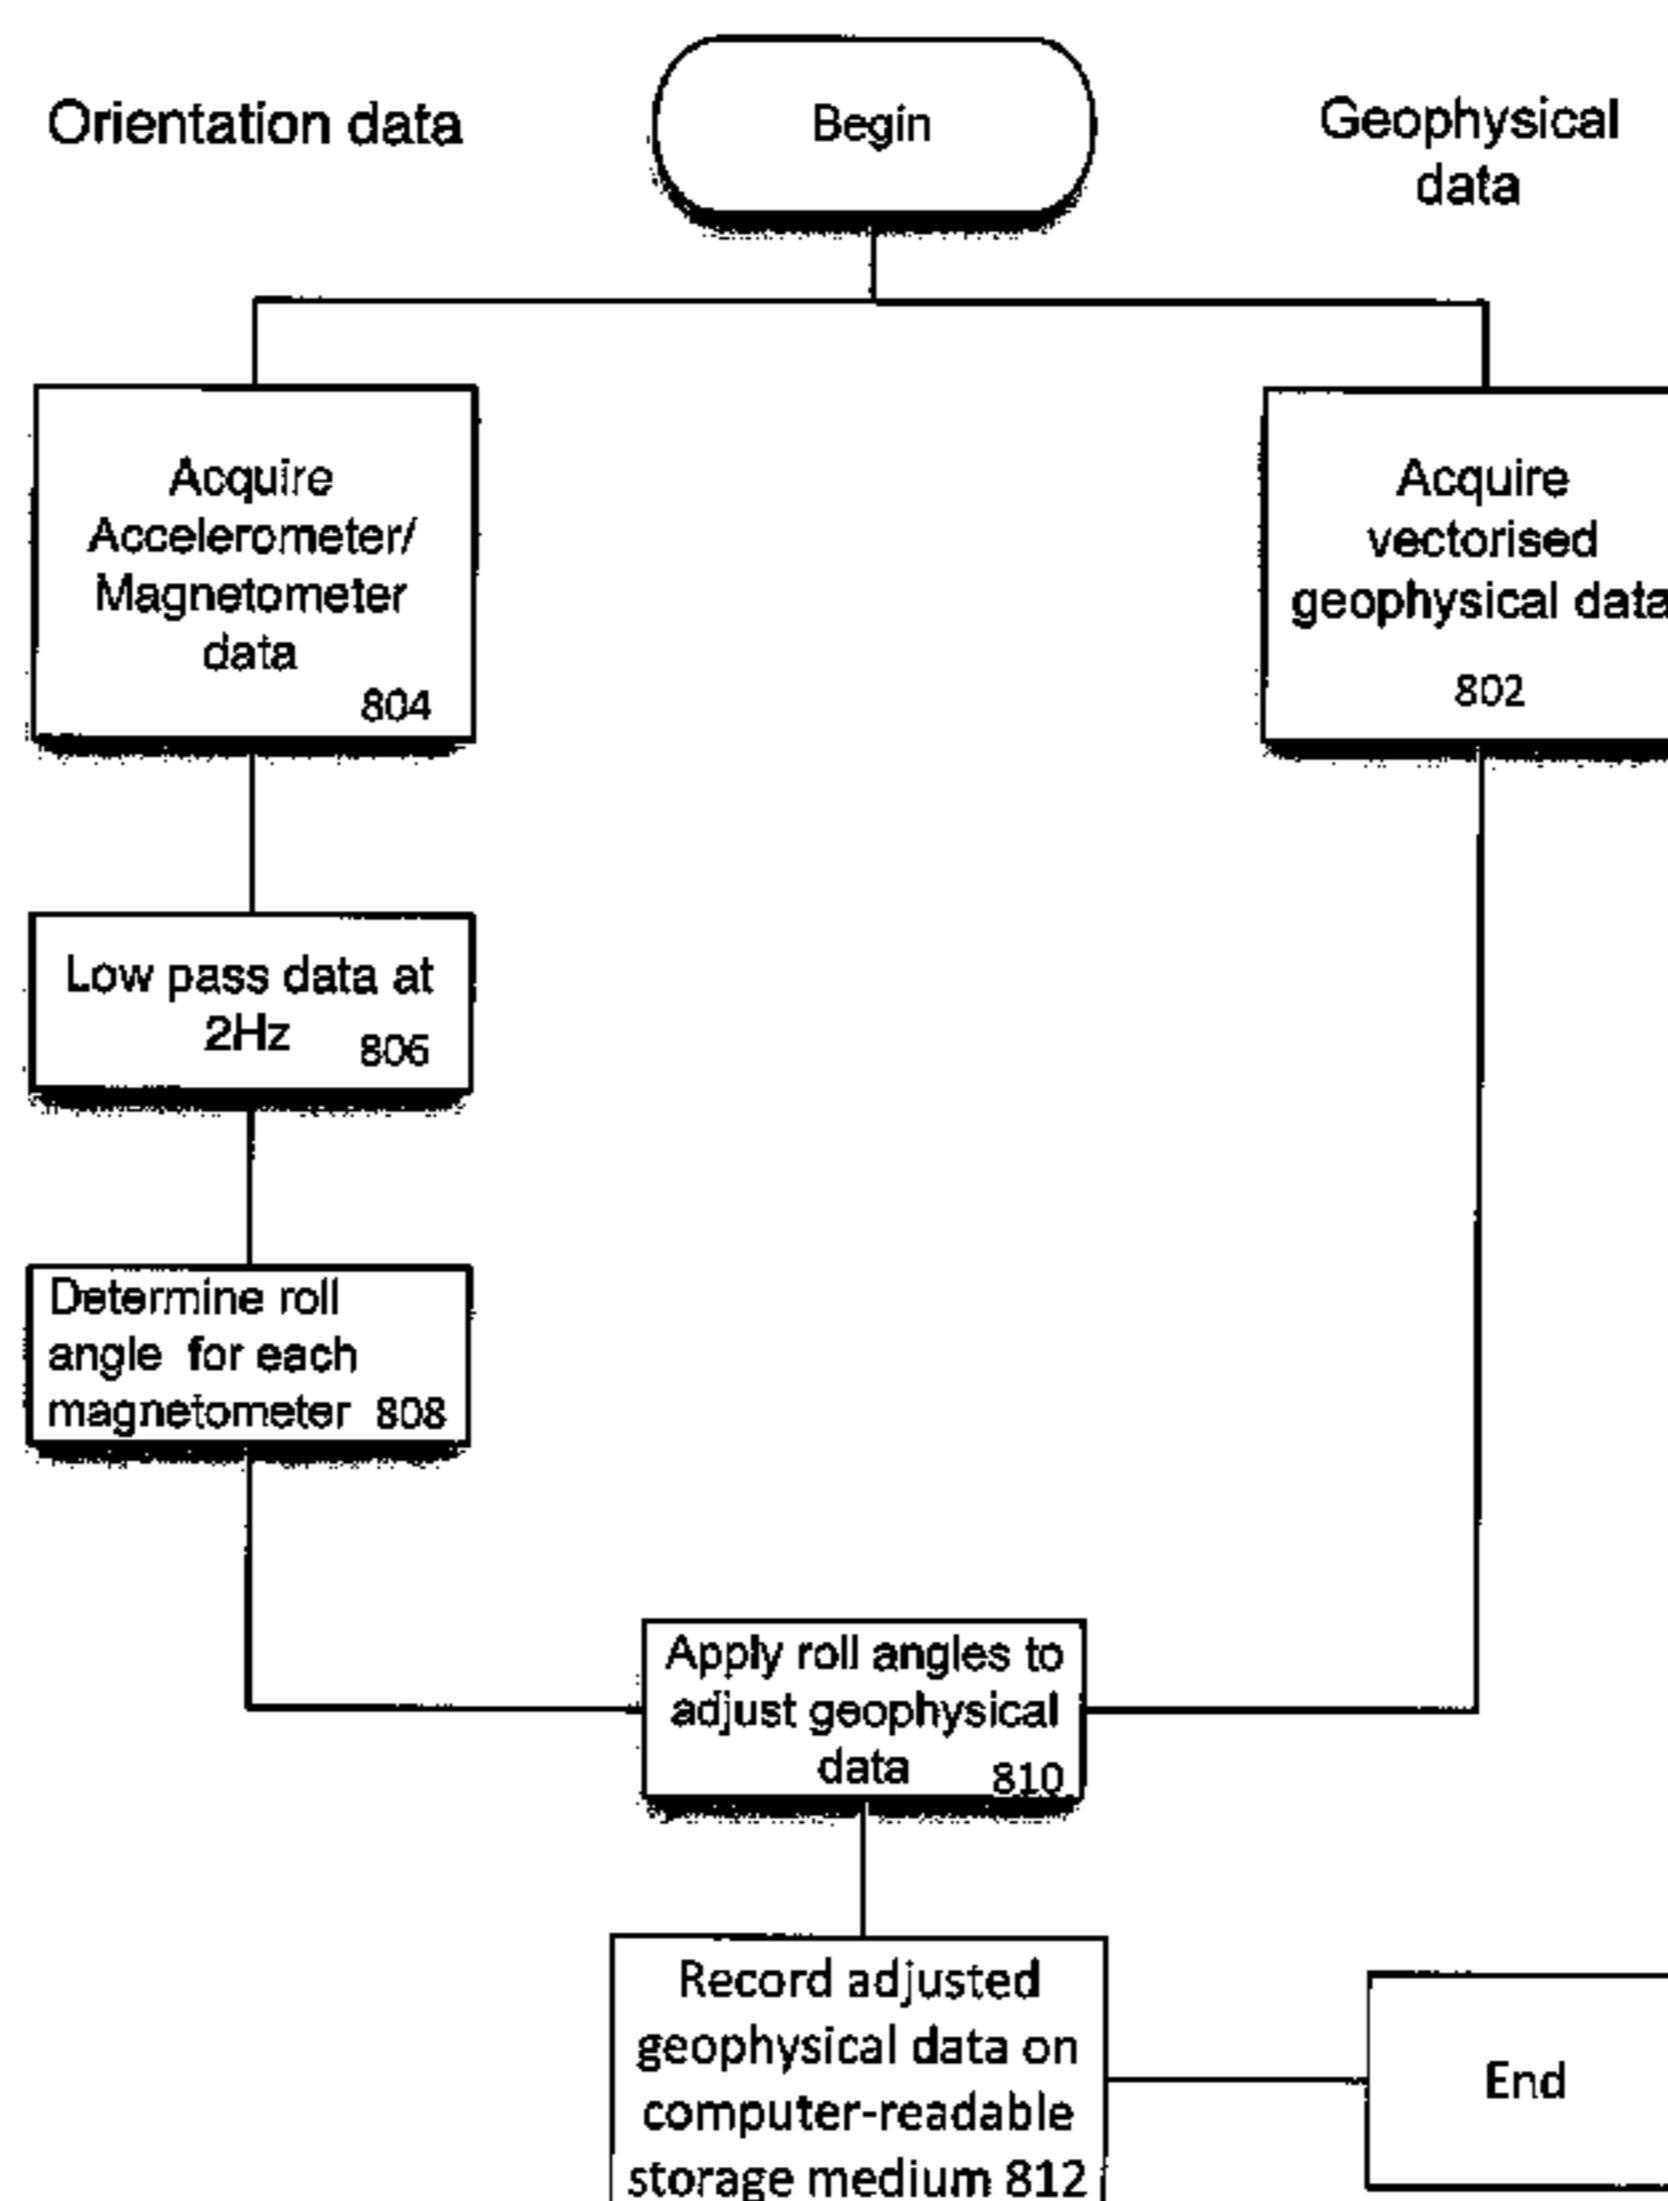 Orientation data
Begin
Geophysical
data
Acquire
Accelerometer/
Magnetometer
data
804
Acquire
vectorised
geophysical data
802
Low pass data at
2Hz 806
Determine roll
angle for each
magnetometer 808
Apply roll angles to
adjust geophysical
data 810
Record adjusted
geophysical data on
computer-readable
storage medium 812
End